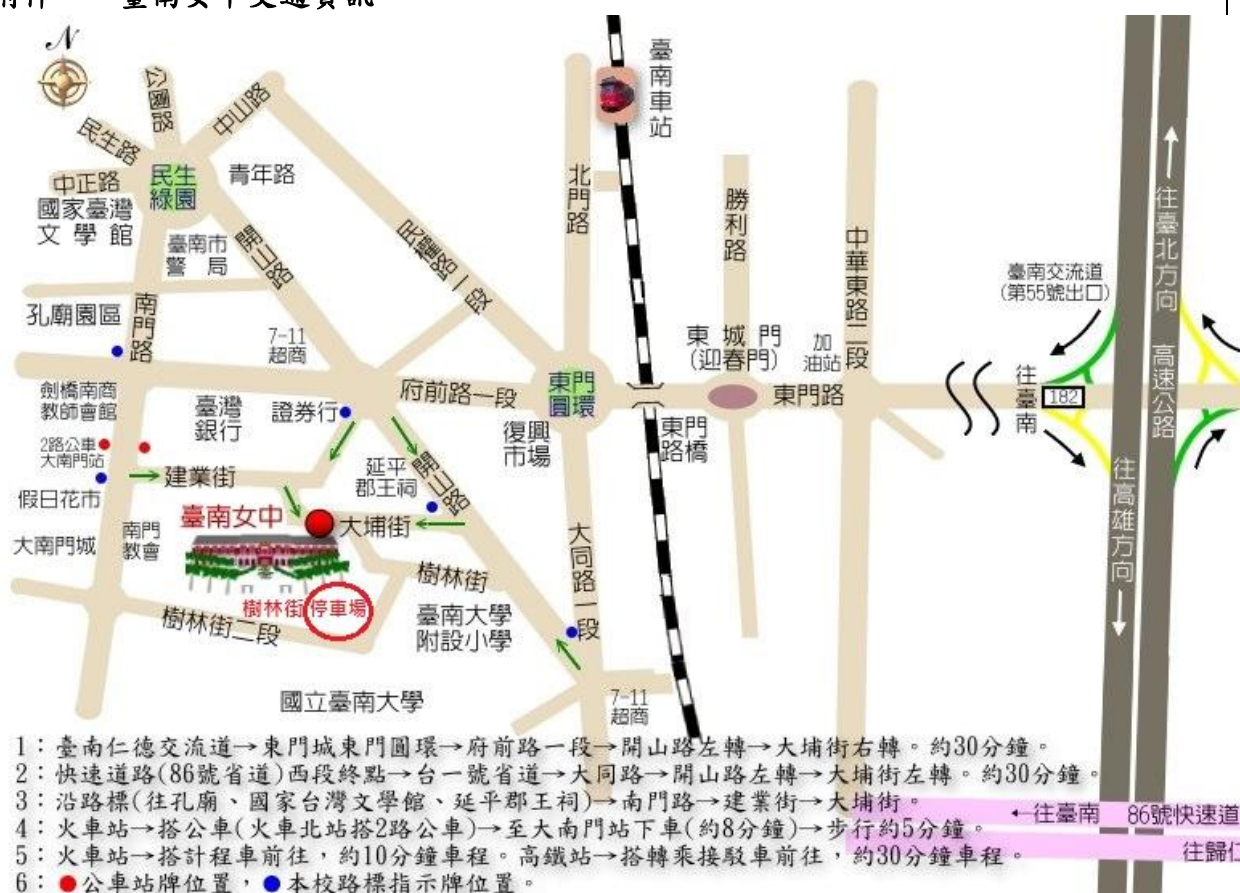 臺南女中交通資訊
N
公園路
中山路
民生路
中正路
民生
綠園
青年路
國家臺灣
文學館
臺南市
警局
開山路
民權路一段
北門路
臺南車站
勝利路
中華東路二段
臺南交流道
(第55號出口)
往臺北方向
高速公路
往高雄方向
往臺南
182
孔廟園區
南門路
7-11
超商
東城門
(迎春門)
加油站
東門路
府前路一段
東門
圓環
復興
市場
東門
路橋
劍橋南商
教師會館
臺灣
銀行
證券行
2路公車
大南門站
建業街
延平
郡王祠
開山路
假日花市
臺南女中
大埔街
大南門城
南門
教會
樹林街
大同路一段
樹林街停車場
樹林街二段
臺南大學
附設小學
國立臺南大學
7-11
超商
1：臺南仁德交流道→東門城東門圓環→府前路一段→開山路左轉→大埔街右轉。約30分鐘。
2：快速道路(86號省道)西段終點→台一號省道→大同路→開山路左轉→大埔街左轉。約30分鐘。
3：沿路標(往孔廟、國家台灣文學館、延平郡王祠)→南門路→建業街→大埔街。
←往臺南 86號快速道
4：火車站→搭公車(火車北站搭2路公車)→至大南門站下車(約8分鐘)→步行約5分鐘。
5：火車站→搭計程車前往，約10分鐘車程。高鐵站→搭轉乘接駁車前往，約30分鐘車程。
往歸仁
6：●公車站牌位置，●本校路標指示牌位置。